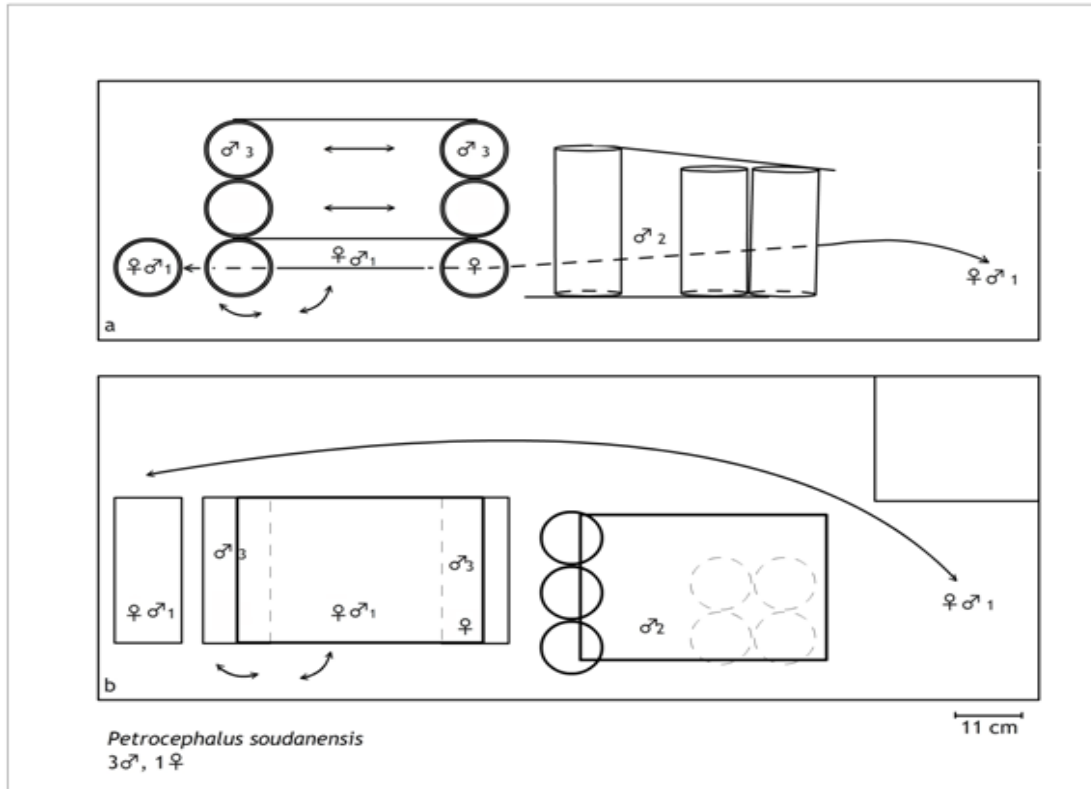 ♂3 ♂3
♂2
♀♂1
♀♂1 ♀ ♀♂1
a
♂3 ♂3
♀♂1 ♀♂1 ♀ ♂2 ♀♂1
b
11 cm
Petrocephalus soudanensis
3♂, 1♀